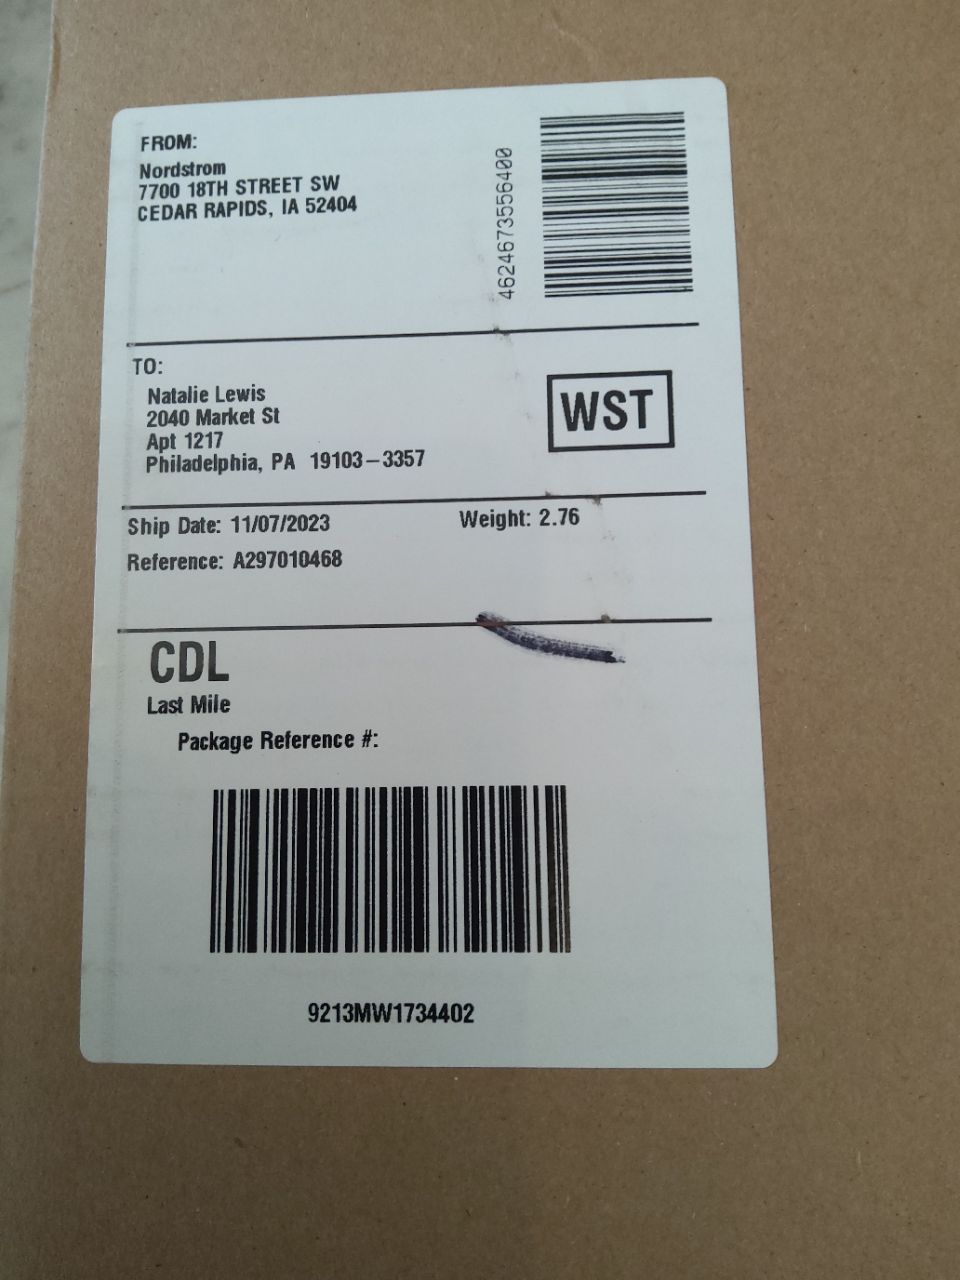 FROM:
Nordstrom
7700 18TH STREET SW
CEDAR RAPIDS, IA 52404
4624673556400
TO:
Natalie Lewis
2040 Market St
Apt 1217
Philadelphia, PA 19103-3357
WST
Ship Date: 11/07/2023 Weight: 2.76
Reference: A297010468
CDL
Last Mile
Package Reference #:
9213MW1734402